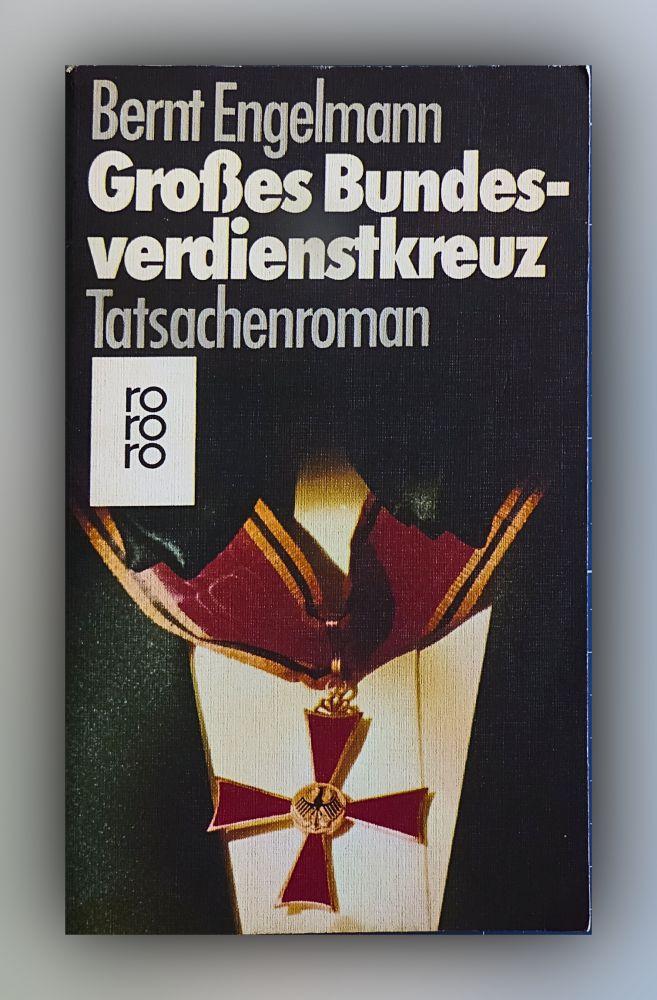 Bernt Engelmann
Großes Bundes-
verdienstkreuz
Tatsachenroman
ro
ro
ro